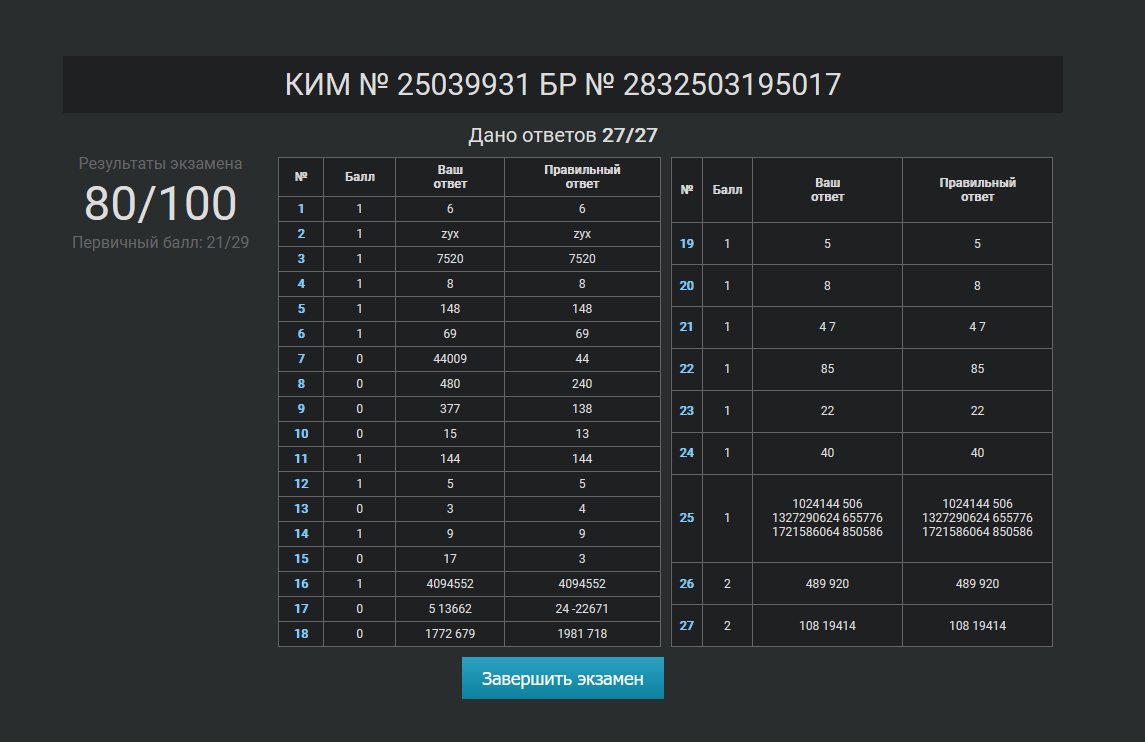 КИМ № 25039931 БР № 2832503195017
Дано ответов 27/27
Результаты экзамена
80/100
Первичный балл: 21/29
№ Балл Ваш ответ Правильный ответ
1 1 6 6
2 1 zyx zyx
3 1 7520 7520
4 1 8 8
5 1 148 148
6 1 69 69
7 0 44009 44
8 0 480 240
9 0 377 138
10 0 15 13
11 1 144 144
12 1 5 5
13 0 3 4
14 1 9 9
15 0 17 3
16 1 4094552 4094552
17 0 5 13662 24 -22671
18 0 1772 679 1981 718
№ Балл Ваш ответ Правильный ответ
19 1 5 5
20 1 8 8
21 1 4 7 4 7
22 1 85 85
23 1 22 22
24 1 40 40
1024144 506 1024144 506
25 1 1327290624 655776 1327290624 655776
1721586064 850586 1721586064 850586
26 2 489 920 489 920
27 2 108 19414 108 19414
Завершить экзамен